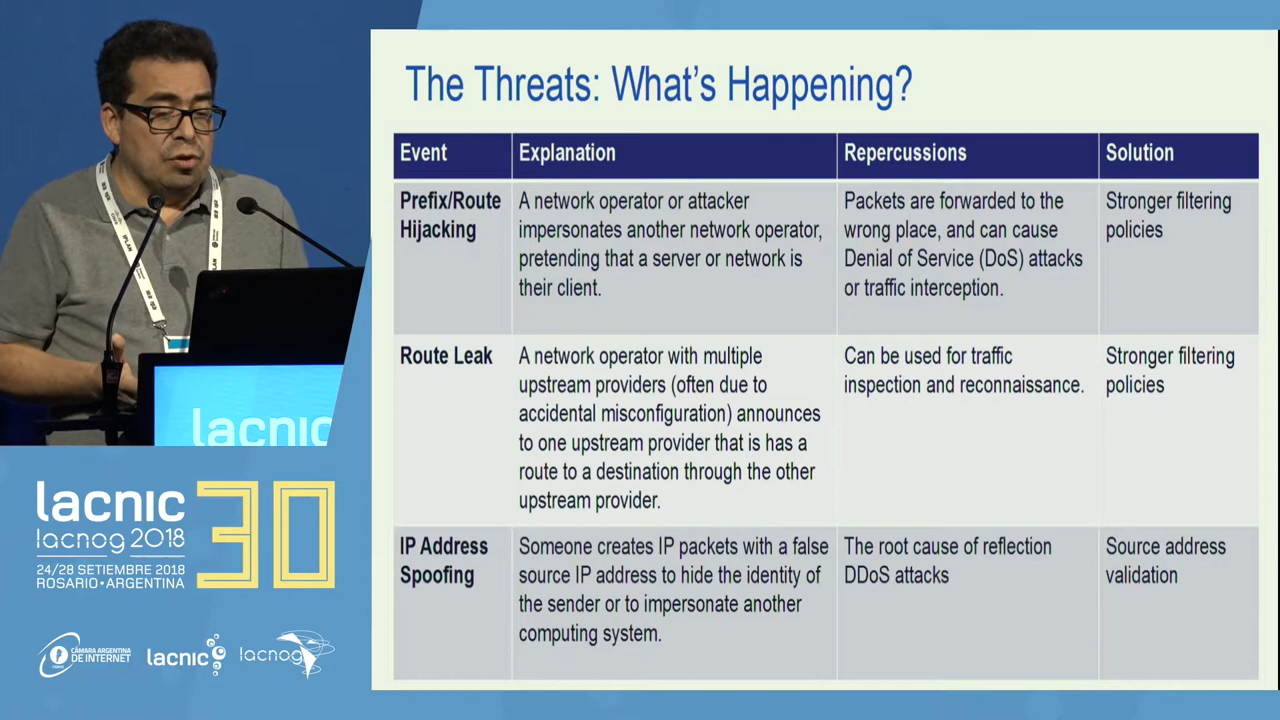 The Threats: What's Happening?
Event
Explanation
Repercussions
Solution
Prefix/Route
Hijacking
A network operator or attacker
impersonates another network operator,
pretending that a server or network is
their client.
Packets are forwarded to the
wrong place, and can cause
Denial of Service (DoS) attacks
or traffic interception.
Stronger filtering
policies
Route Leak
A network operator with multiple
upstream providers (often due to
accidental misconfiguration) announces
to one upstream provider that is has a
route to a destination through the other
upstream provider.
Can be used for traffic
inspection and reconnaissance.
Stronger filtering
policies
IP Address
Spoofing
Someone creates IP packets with a false
source IP address to hide the identity of
the sender or to impersonate another
computing system.
The root cause of reflection
DDoS attacks
Source address
validation
IPLAN
lacnic
lacnic 30
lacnog 2018
24/28 SETIEMBRE 2018
ROSARIO • ARGENTINA
CÁMARA ARGENTINA
DE INTERNET
lacnic
lacnog